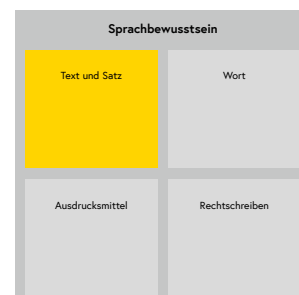 Sprachbewusstsein
Text und Satz
Wort
Ausdrucksmittel
Rechtschreiben